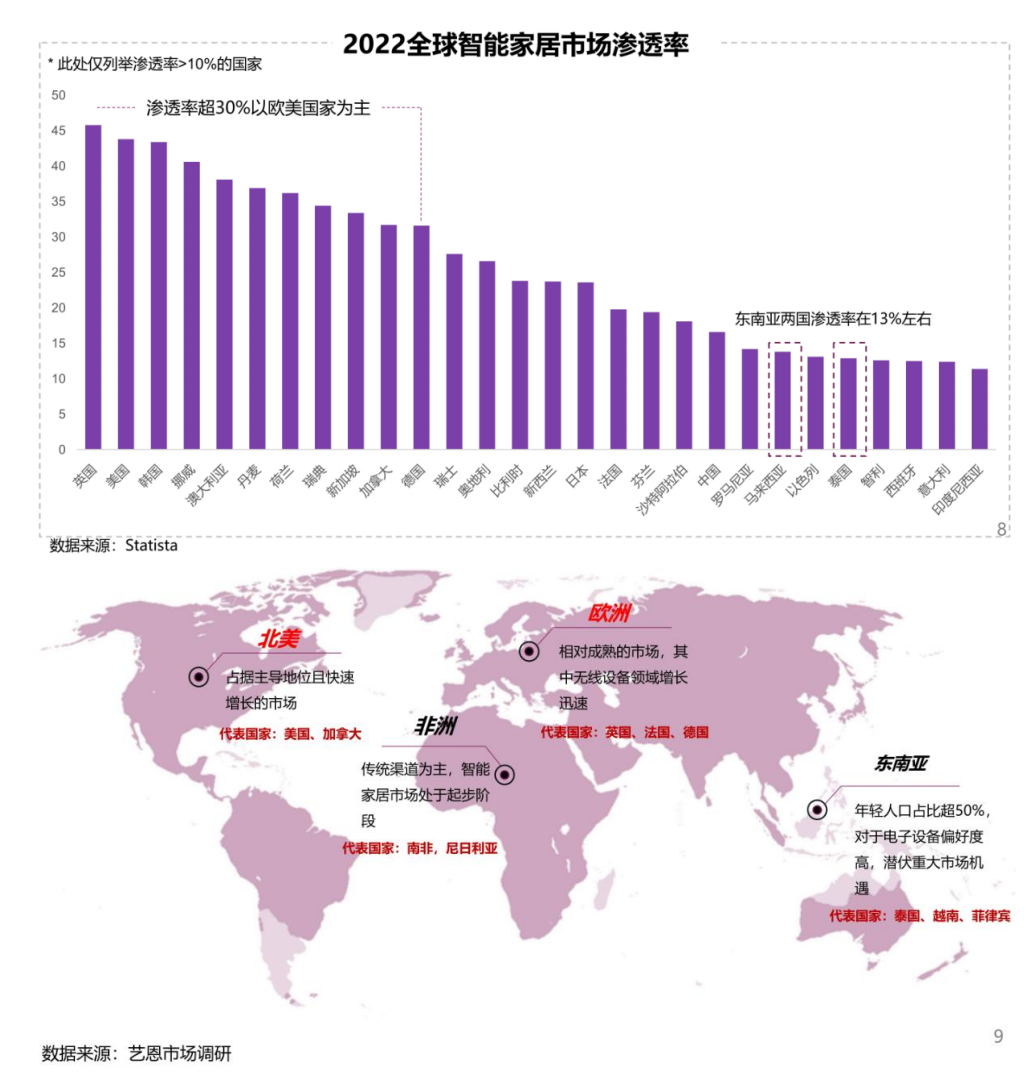 2022全球智能家居市场渗透率
* 此处仅列举渗透率>10%的国家
渗透率超30%以欧美国家为主
50
45
40
35
30
25
20
15
10
5
0
东南亚两国渗透率在13%左右
英国
美国
韩国
挪威
澳大利亚
丹麦
荷兰
瑞典
新加坡
加拿大
德国
瑞士
奥地利
比利时
新西兰
日本
法国
芬兰
沙特阿拉伯
中国
罗马尼亚
马来西亚
以色列
泰国
智利
西班牙
意大利
印度尼西亚
8
数据来源：Statista
北美
占据主导地位且快速
增长的市场
代表国家：美国、加拿大
欧洲
相对成熟的市场，其
中无线设备领域增长
迅速
代表国家：英国、法国、德国
非洲
传统渠道为主，智能
家居市场处于起步阶
段
代表国家：南非，尼日利亚
东南亚
年轻人口占比超50%，
对于电子设备偏好度
高，潜伏重大市场机
遇
代表国家：泰国、越南、菲律宾
9
数据来源：艺恩市场调研